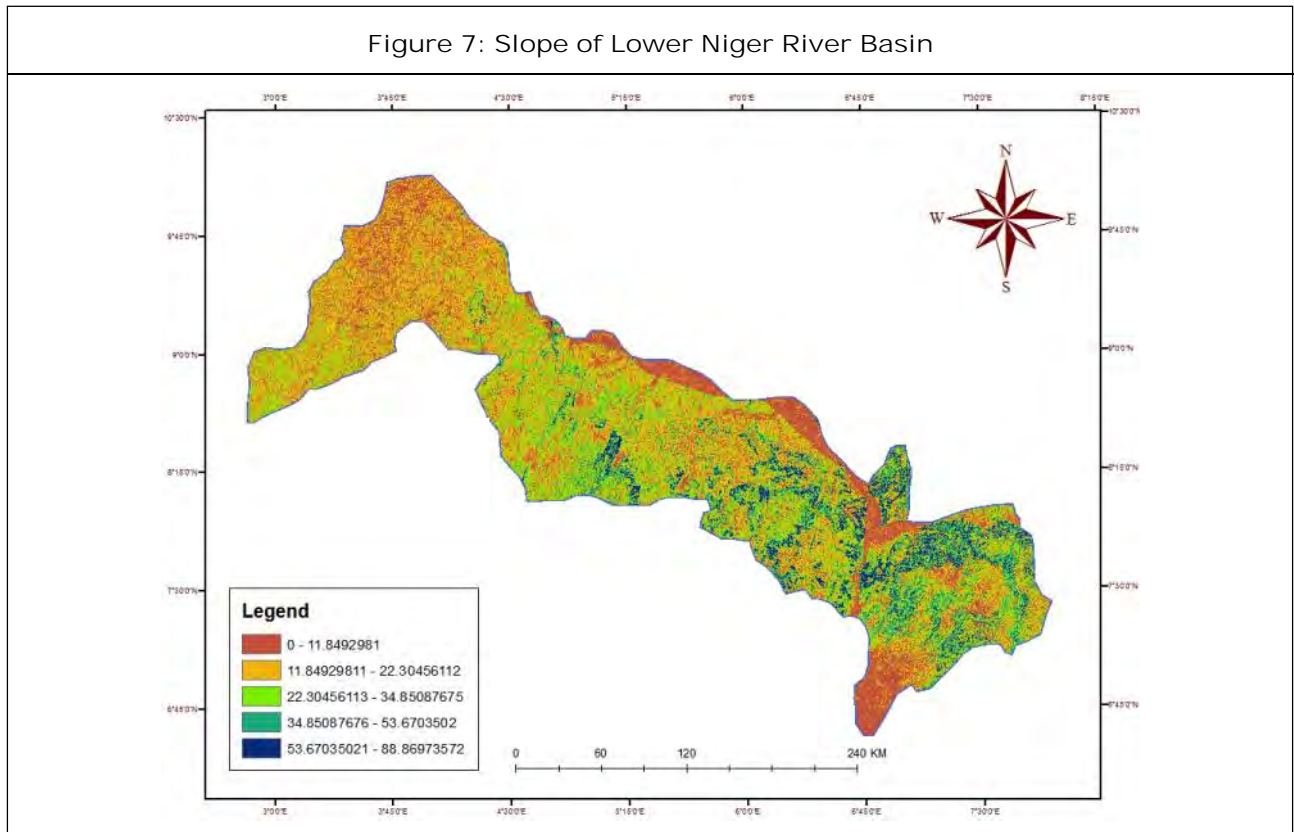 Figure 7: Slope of Lower Niger River Basin
3°0'0"E 3°45'0"E 4°30'0"E 5°15'0"E 6°0'0"E 6°45'0"E 7°30'0"E 8°15'0"E
10°30'0"N 10°30'0"N
N
W E
S
9°45'0"N 9°45'0"N
9°0'0"N 9°0'0"N
8°15'0"N 8°15'0"N
7°30'0"N 7°30'0"N
Legend
0 - 11.8492981
11.84929811 - 22.30456112
22.30456113 - 34.85087675
34.85087676 - 53.6703502
53.67035021 - 88.86973572
6°45'0"N 6°45'0"N
0 60 120 240 KM
3°0'0"E 3°45'0"E 4°30'0"E 5°15'0"E 6°0'0"E 6°45'0"E 7°30'0"E